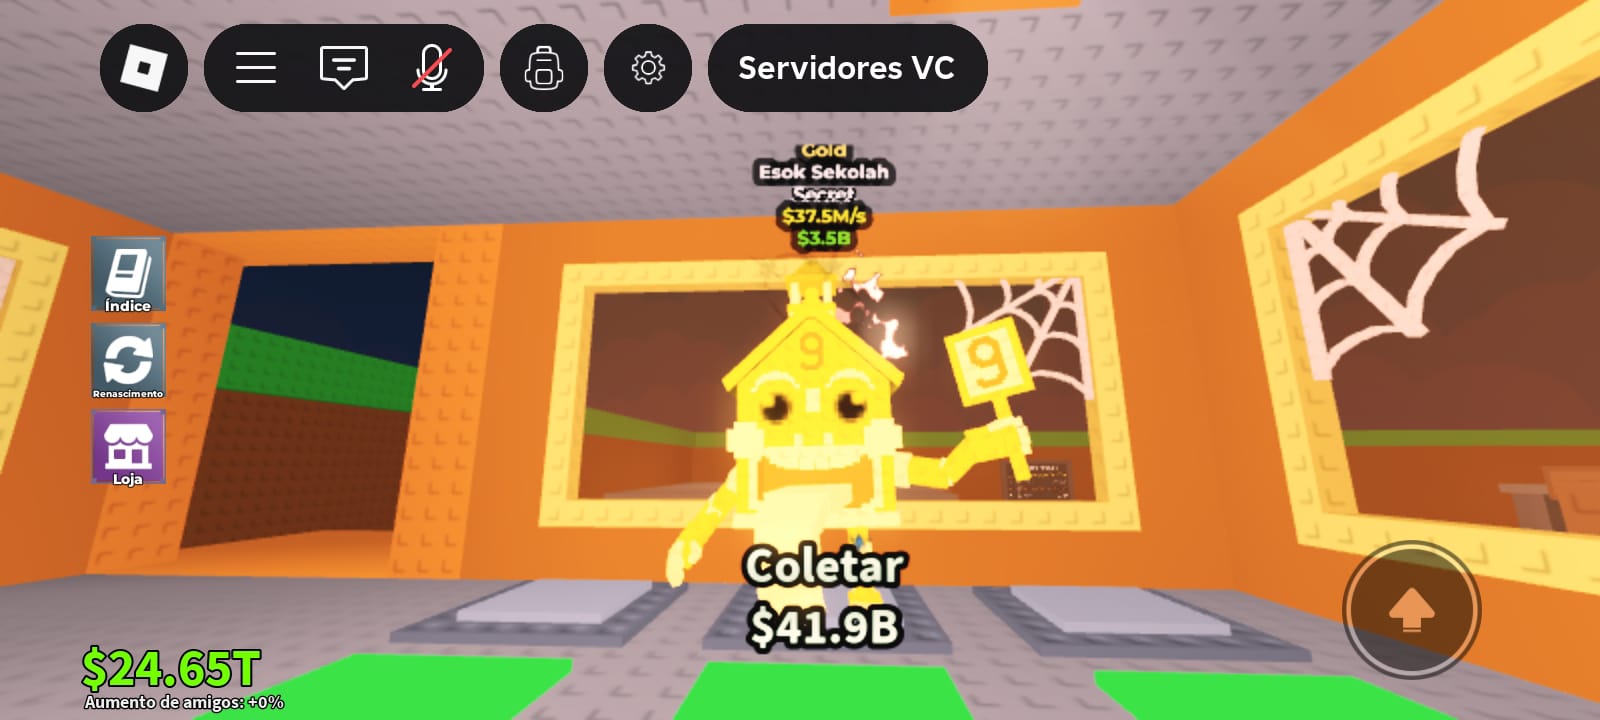 Servidores VC
Gold
Esok Sekolah
Secret
$37.5M/s
$3.5B
Índice
9
9
Renascimento
Loja
Coletar
$41.9B
$24.65T
Aumento de amigos: +0%